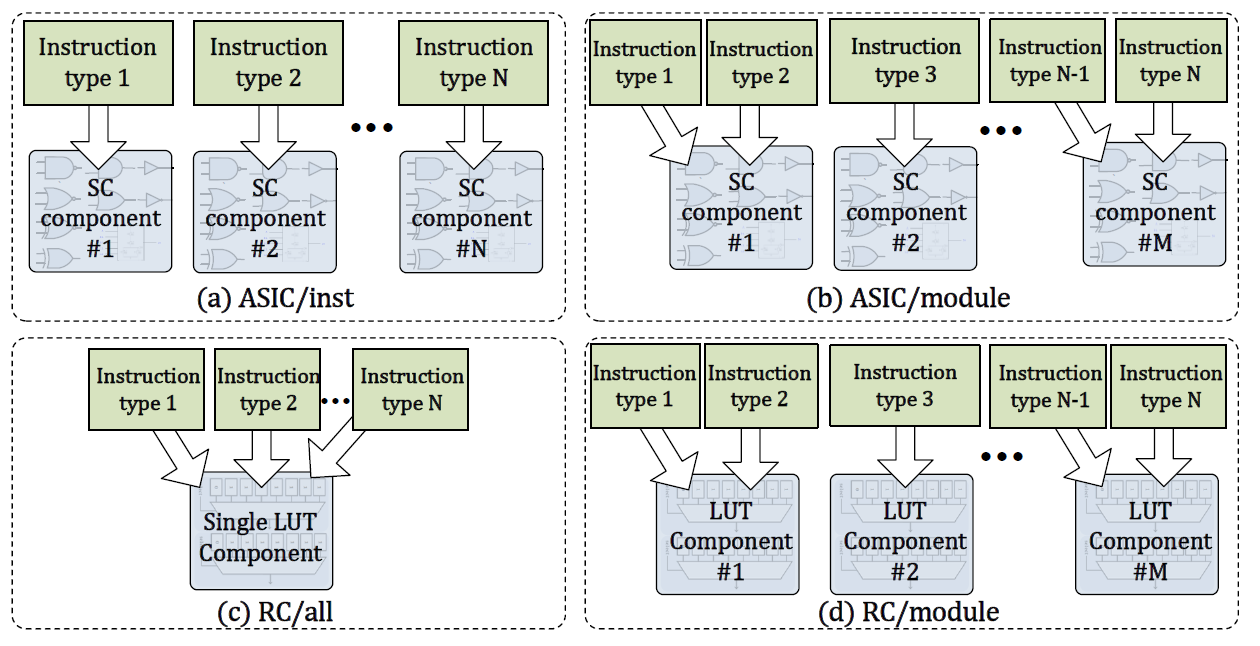 Instruction
type 1
Instruction
type 2
•••
Instruction
type N
SC
component
#1
SC
component
#2
SC
component
#N
(a) ASIC/inst
Instruction
type 1
Instruction
type 2
Instruction
type 3
•••
Instruction
type N-1
Instruction
type N
SC
component
#1
SC
component
#2
SC
component
#M
(b) ASIC/module
Instruction
type 1
Instruction
type 2
•••
Instruction
type N
Single LUT
Component
(c) RC/all
Instruction
type 1
Instruction
type 2
Instruction
type 3
•••
Instruction
type N-1
Instruction
type N
LUT
Component
#1
LUT
Component
#2
LUT
Component
#M
(d) RC/module